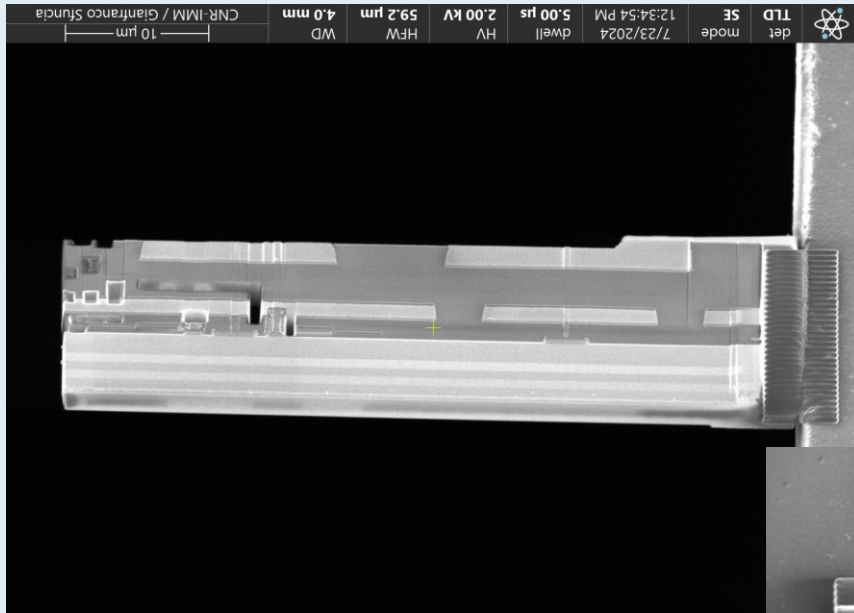 det
TLD
mode
SE
7/23/2024
12:34:54 PM
dwell
5.00 µs
HV
2.00 kV
HFW
59.2 µm
WD
4.0 mm
10 µm
CNR-IMM / Gianfranco Sfuncia